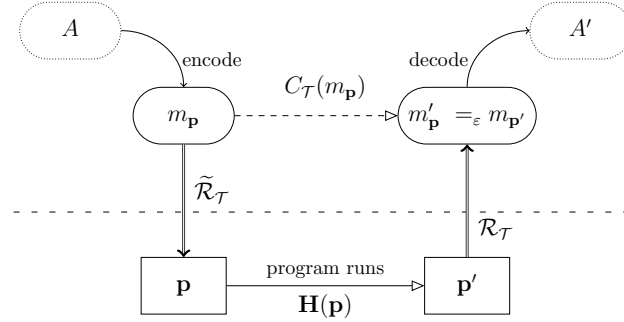 A
A′
encode
decode
C_𝒯(m_𝐩)
m_𝐩
m′_𝐩 =_ε m_𝐩′
ℛ̃_𝒯
ℛ_𝒯
𝐩
program runs
𝐇(𝐩)
𝐩′